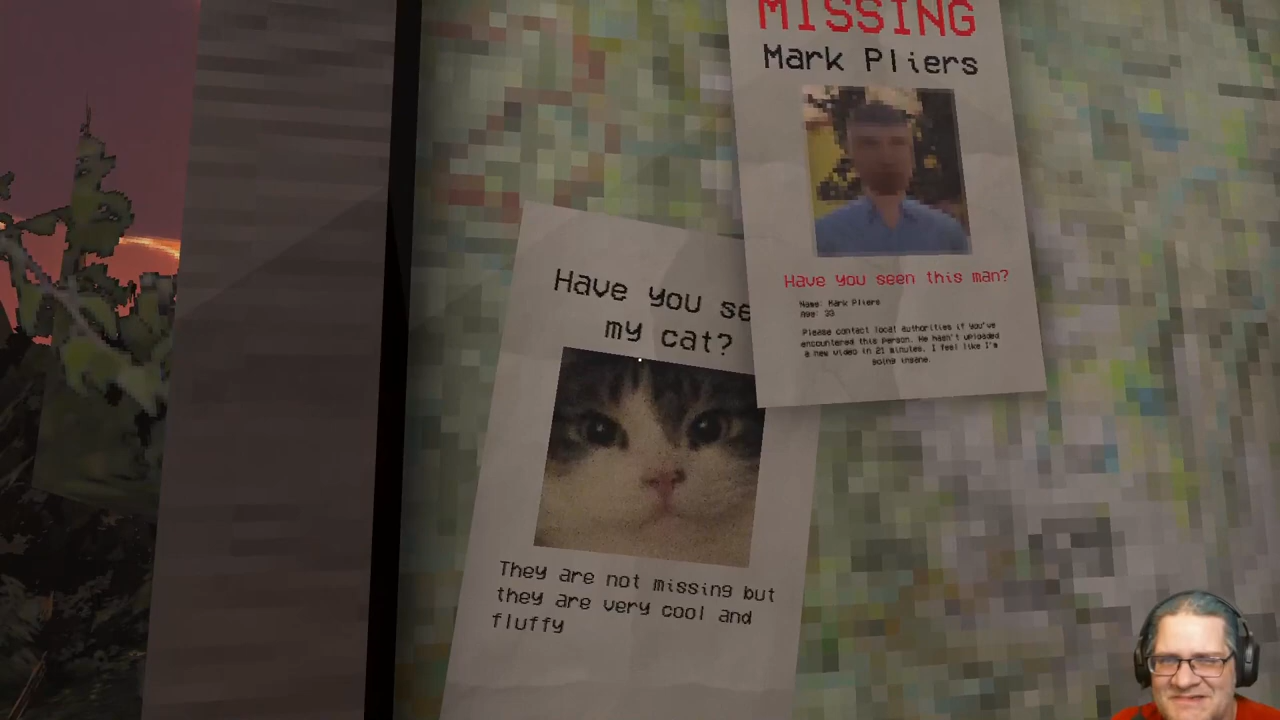 MISSING
Mark Pliers
Have you seen this man?
Name: Mark Pliers
Age: 33
Please contact local authorities if you've
encountered this person. He hasn't uploaded
a new video in 21 minutes. I feel like I'm
going insane.
Have you se
my cat?
They are not missing but
they are very cool and
fluffy